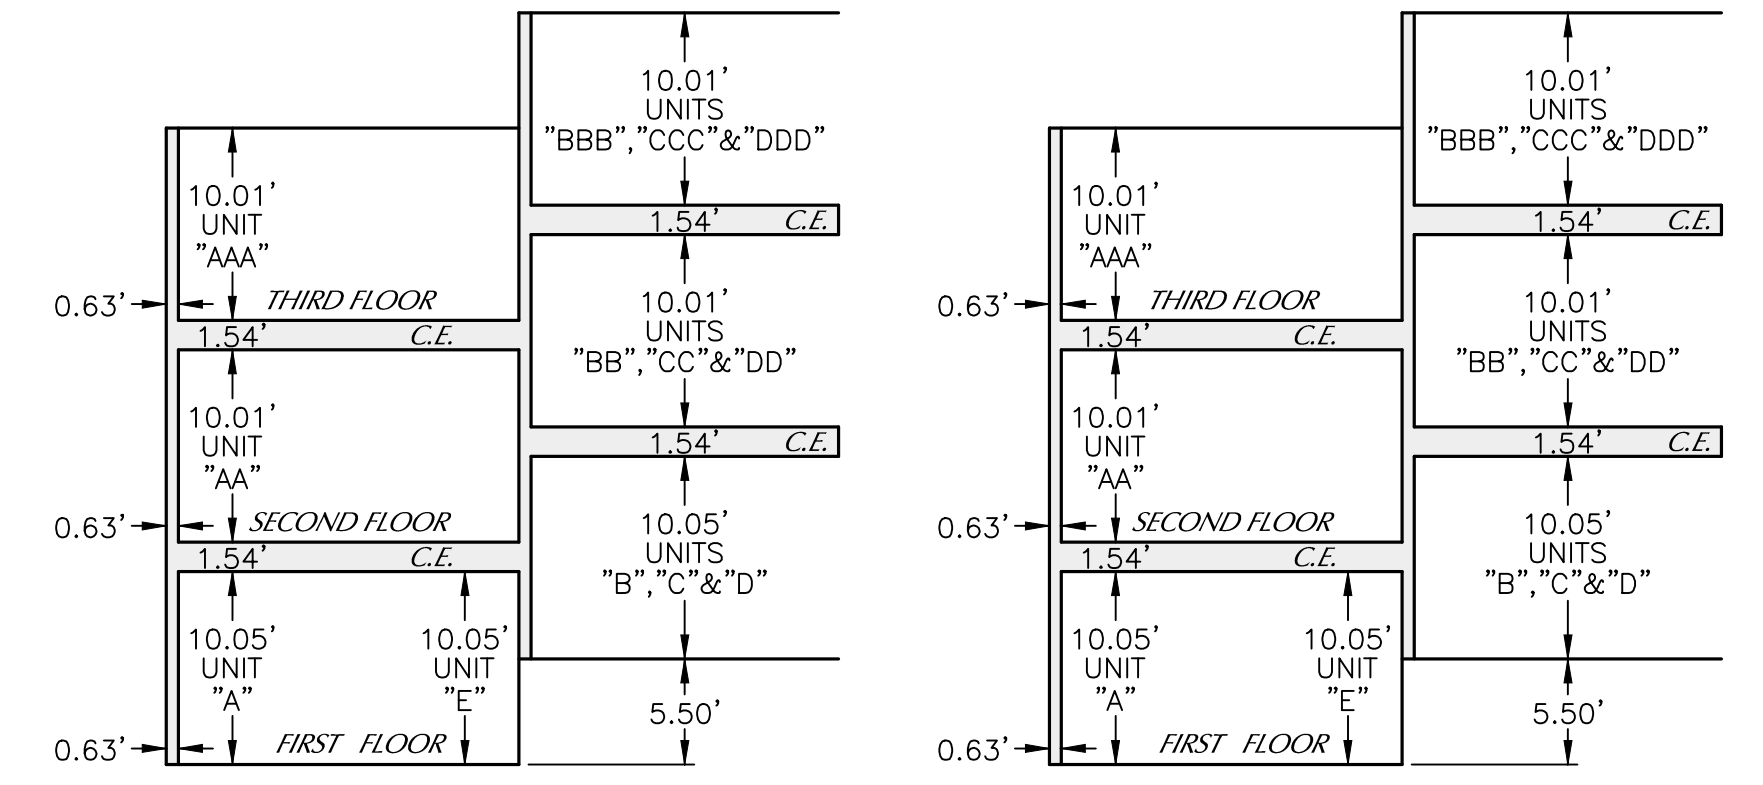 10.01'
UNITS
"BBB","CCC"&"DDD"
10.01'
UNIT
"AAA"
1.54' C.E.
0.63'
THIRD FLOOR
1.54' C.E.
10.01'
UNITS
"BB","CC"&"DD"
10.01'
UNIT
"AA"
1.54' C.E.
0.63'
SECOND FLOOR
1.54' C.E.
10.05'
UNITS
"B","C"&"D"
10.05'
UNIT
"A"
10.05'
UNIT
"E"
5.50'
0.63'
FIRST FLOOR
10.01'
UNITS
"BBB","CCC"&"DDD"
10.01'
UNIT
"AAA"
1.54' C.E.
0.63'
THIRD FLOOR
1.54' C.E.
10.01'
UNITS
"BB","CC"&"DD"
10.01'
UNIT
"AA"
1.54' C.E.
0.63'
SECOND FLOOR
1.54' C.E.
10.05'
UNITS
"B","C"&"D"
10.05'
UNIT
"A"
10.05'
UNIT
"E"
5.50'
0.63'
FIRST FLOOR